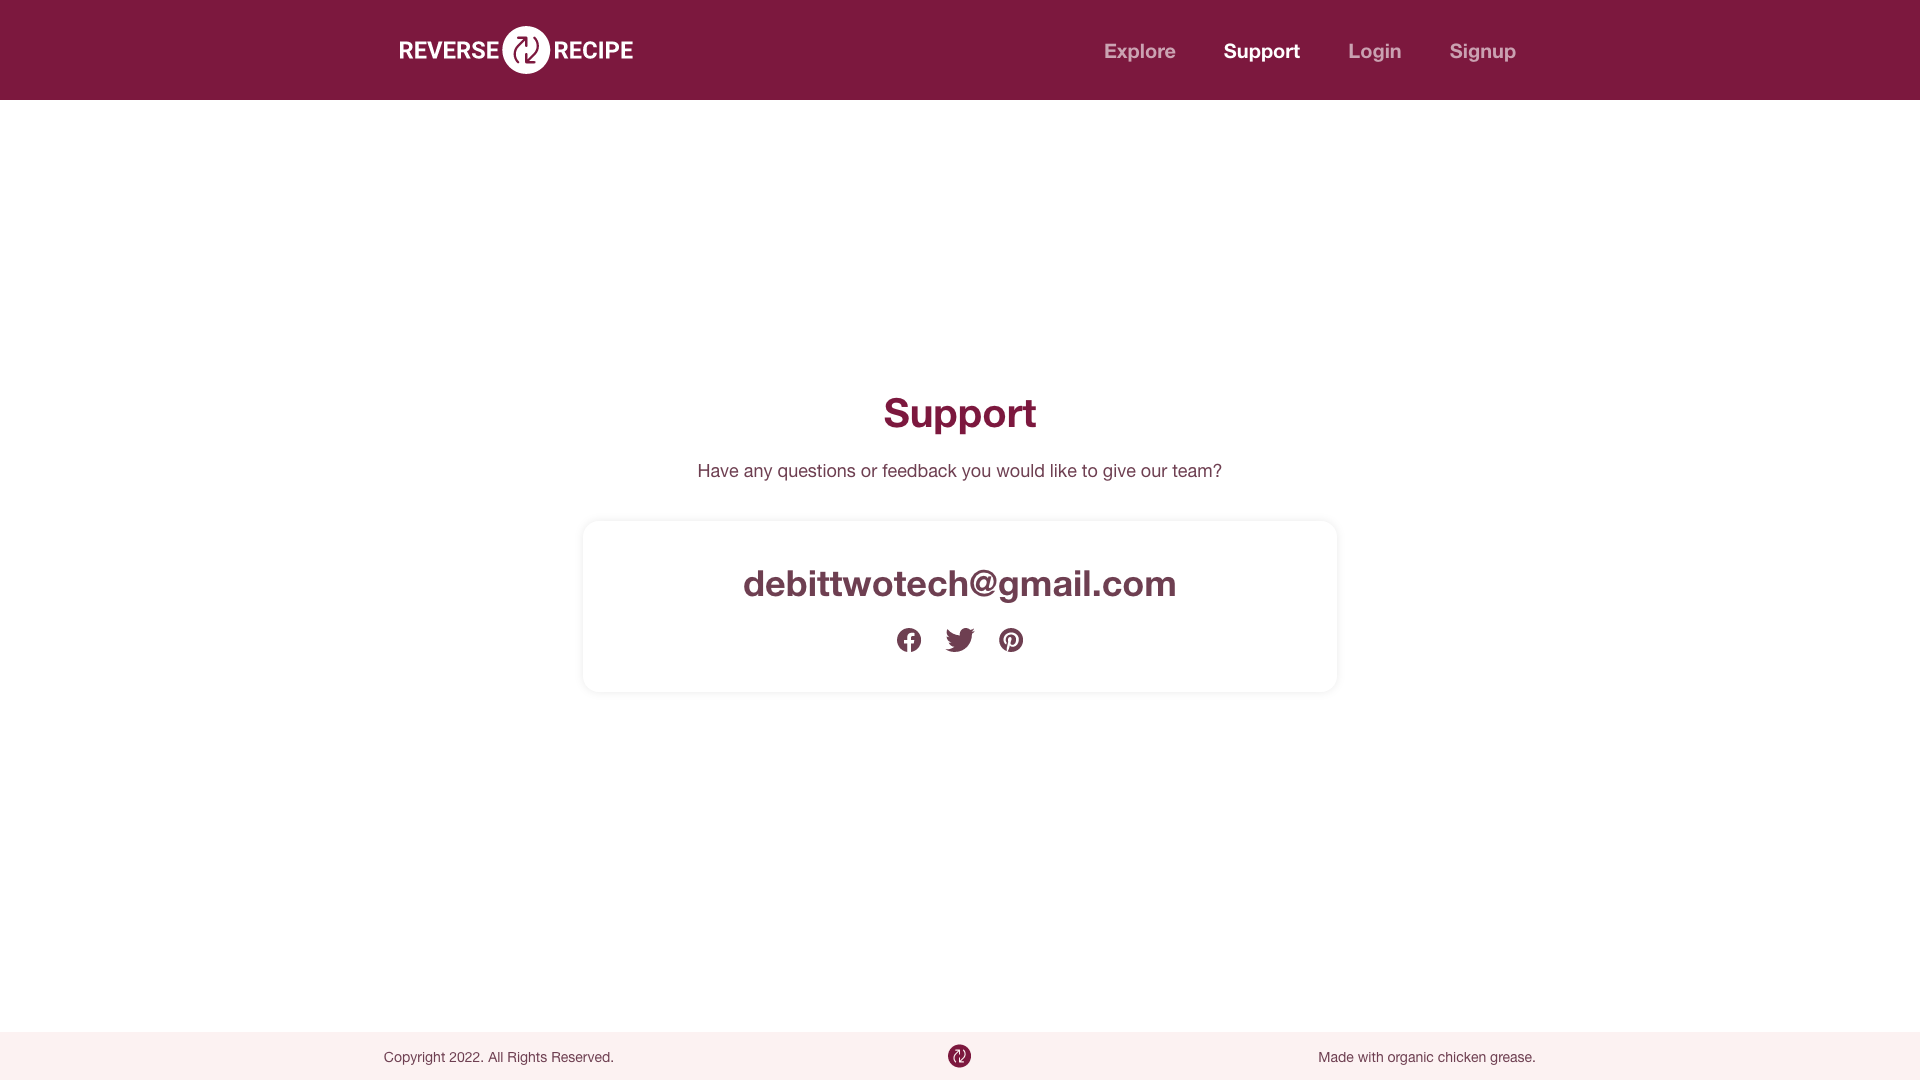 REVERSE RECIPE
Explore Support Login Signup
Support
Have any questions or feedback you would like to give our team?
debittwotech@gmail.com
Copyright 2022. All Rights Reserved.
Made with organic chicken grease.